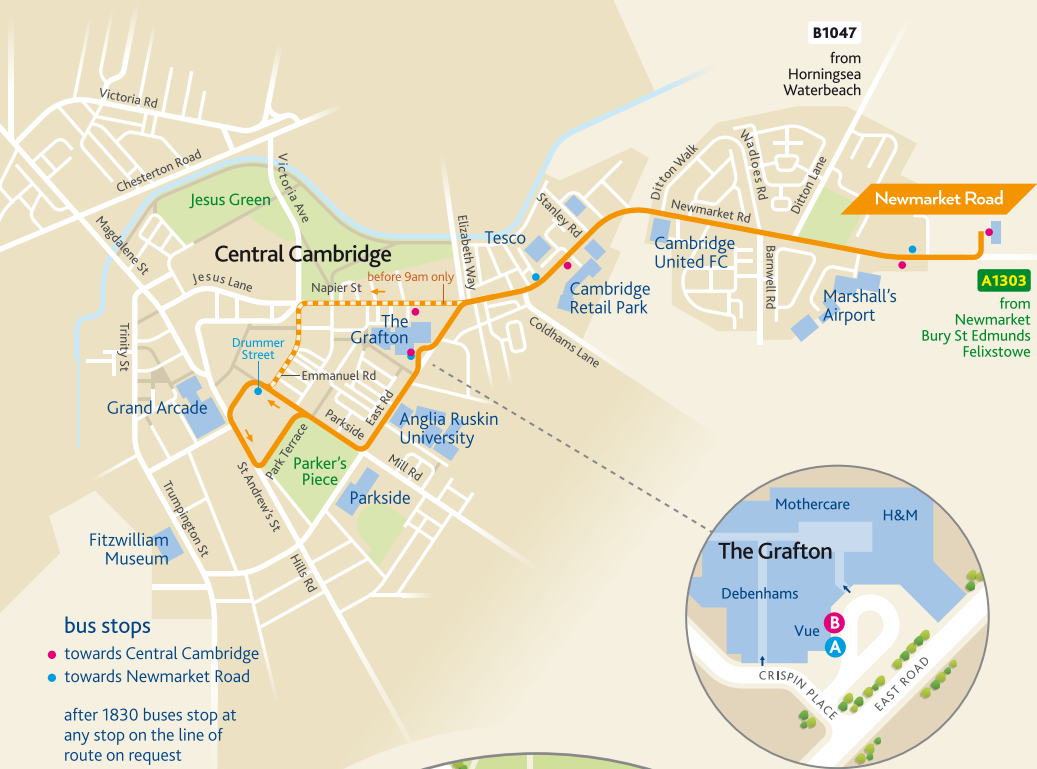 B1047
from
Horningsea
Waterbeach
Victoria Rd
Chesterton Road
Victoria Ave
Jesus Green
Magdalene St
Central Cambridge
Jesus Lane
Napier St
before 9am only
Elizabeth Way
Tesco
Stanley Rd
Ditton Walk
Wadloes Rd
Ditton Lane
Newmarket Rd
Newmarket Road
Cambridge
United FC
Barnwell Rd
Cambridge
Retail Park
Marshall's
Airport
A1303
from
Newmarket
Bury St Edmunds
Felixstowe
Coldhams Lane
Trinity St
The
Grafton
Drummer
Street
Emmanuel Rd
Grand Arcade
East Rd
Parkside
Anglia Ruskin
University
Park Terrace
Parker's
Piece
Mill Rd
Parkside
St Andrew's St
Trumpington St
Fitzwilliam
Museum
Hills Rd
Mothercare
H&M
The Grafton
Debenhams
Vue
B
A
CRISPIN PLACE
EAST ROAD
bus stops
towards Central Cambridge
towards Newmarket Road
after 1830 buses stop at
any stop on the line of
route on request